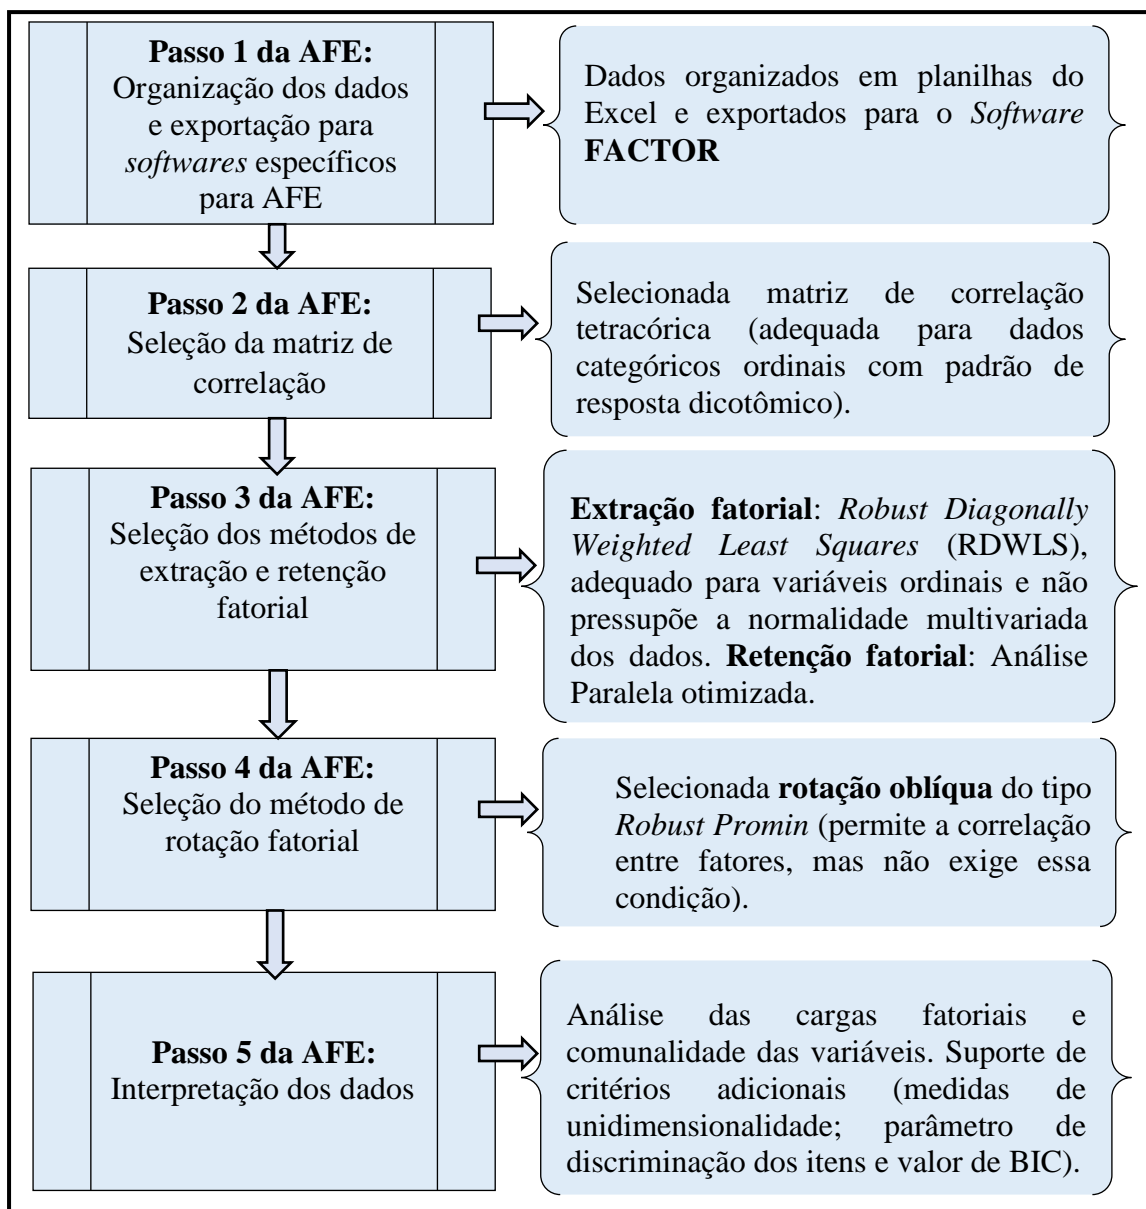 Passo 1 da AFE:
Organização dos dados
e exportação para
softwares específicos
para AFE
Dados organizados em planilhas do
Excel e exportados para o Software
FACTOR
Passo 2 da AFE:
Seleção da matriz de
correlação
Selecionada matriz de correlação
tetracórica (adequada para dados
categóricos ordinais com padrão de
resposta dicotômico).
Passo 3 da AFE:
Seleção dos métodos de
extração e retenção
fatorial
Extração fatorial: Robust Diagonally
Weighted Least Squares (RDWLS),
adequado para variáveis ordinais e não
pressupõe a normalidade multivariada
dos dados. Retenção fatorial: Análise
Paralela otimizada.
Passo 4 da AFE:
Seleção do método de
rotação fatorial
Selecionada rotação oblíqua do tipo
Robust Promin (permite a correlação
entre fatores, mas não exige essa
condição).
Passo 5 da AFE:
Interpretação dos dados
Análise das cargas fatoriais e
comunalidade das variáveis. Suporte de
critérios adicionais (medidas de
unidimensionalidade; parâmetro de
discriminação dos itens e valor de BIC).